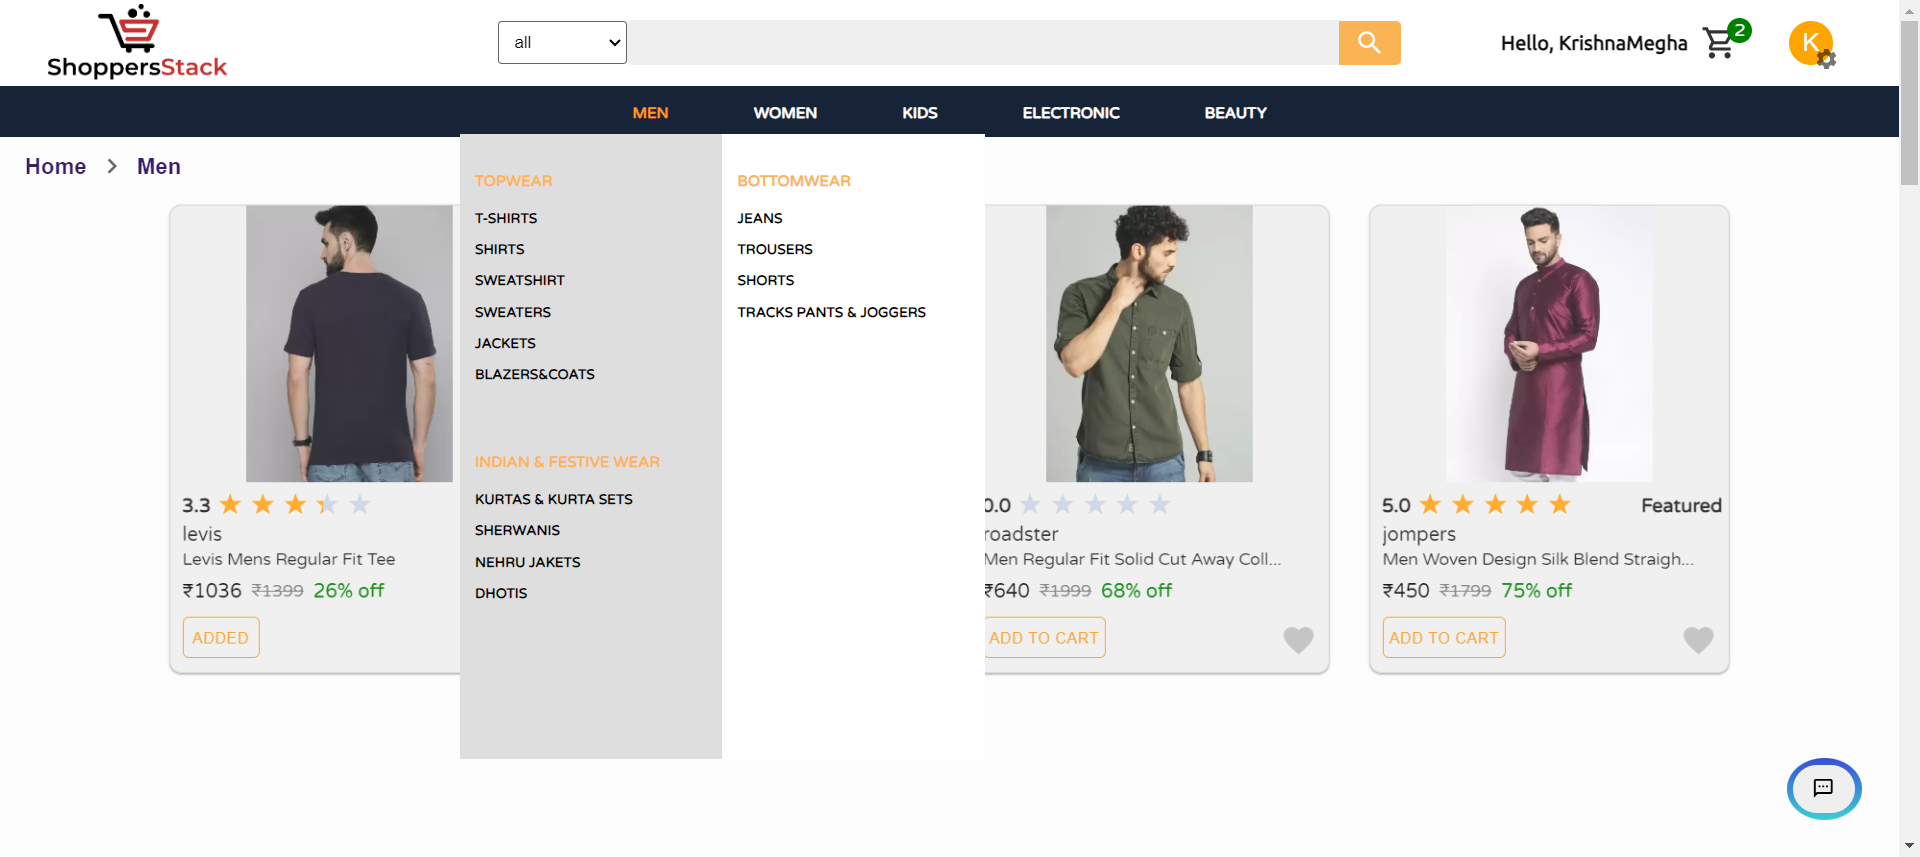 ShoppersStack
all
Hello, KrishnaMegha
2
K
MEN WOMEN KIDS ELECTRONIC BEAUTY
Home > Men
TOPWEAR
T-SHIRTS
SHIRTS
SWEATSHIRT
SWEATERS
JACKETS
BLAZERS&COATS
INDIAN & FESTIVE WEAR
KURTAS & KURTA SETS
SHERWANIS
NEHRU JAKETS
DHOTIS
BOTTOMWEAR
JEANS
TROUSERS
SHORTS
TRACKS PANTS & JOGGERS
3.3
levis
Levis Mens Regular Fit Tee
₹1036 ₹1399 26% off
ADDED
0.0
roadster
Men Regular Fit Solid Cut Away Coll...
₹640 ₹1999 68% off
ADD TO CART
5.0 Featured
jompers
Men Woven Design Silk Blend Straigh...
₹450 ₹1799 75% off
ADD TO CART